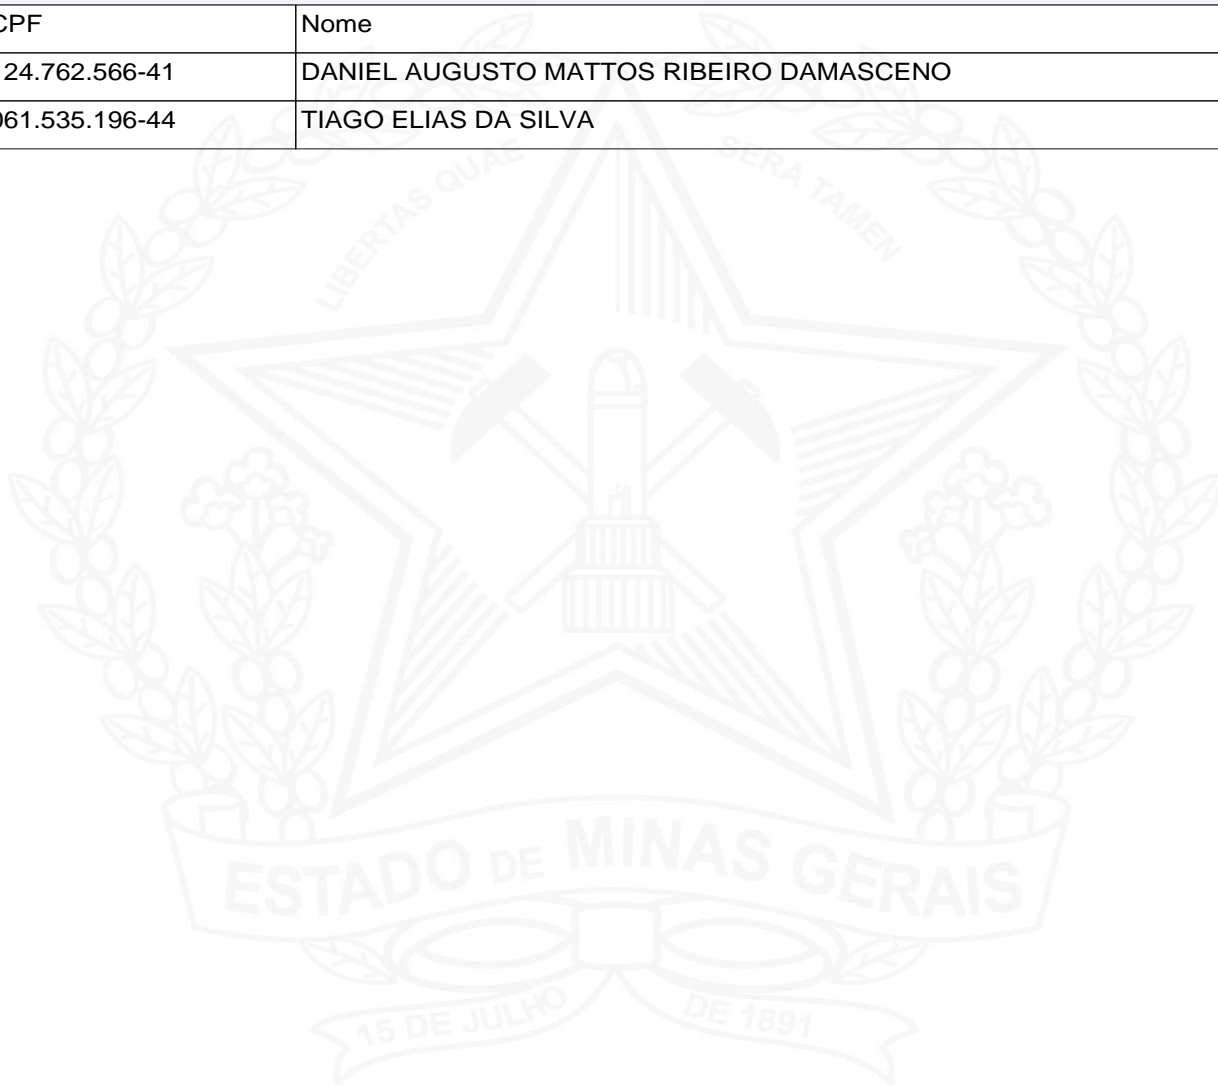 CPF Nome
24.762.566-41 DANIEL AUGUSTO MATTOS RIBEIRO DAMASCENO
061.535.196-44 TIAGO ELIAS DA SILVA
LIBERTAS QUAE SERA TAMEN
ESTADO DE MINAS GERAIS
15 DE JULHO DE 1891